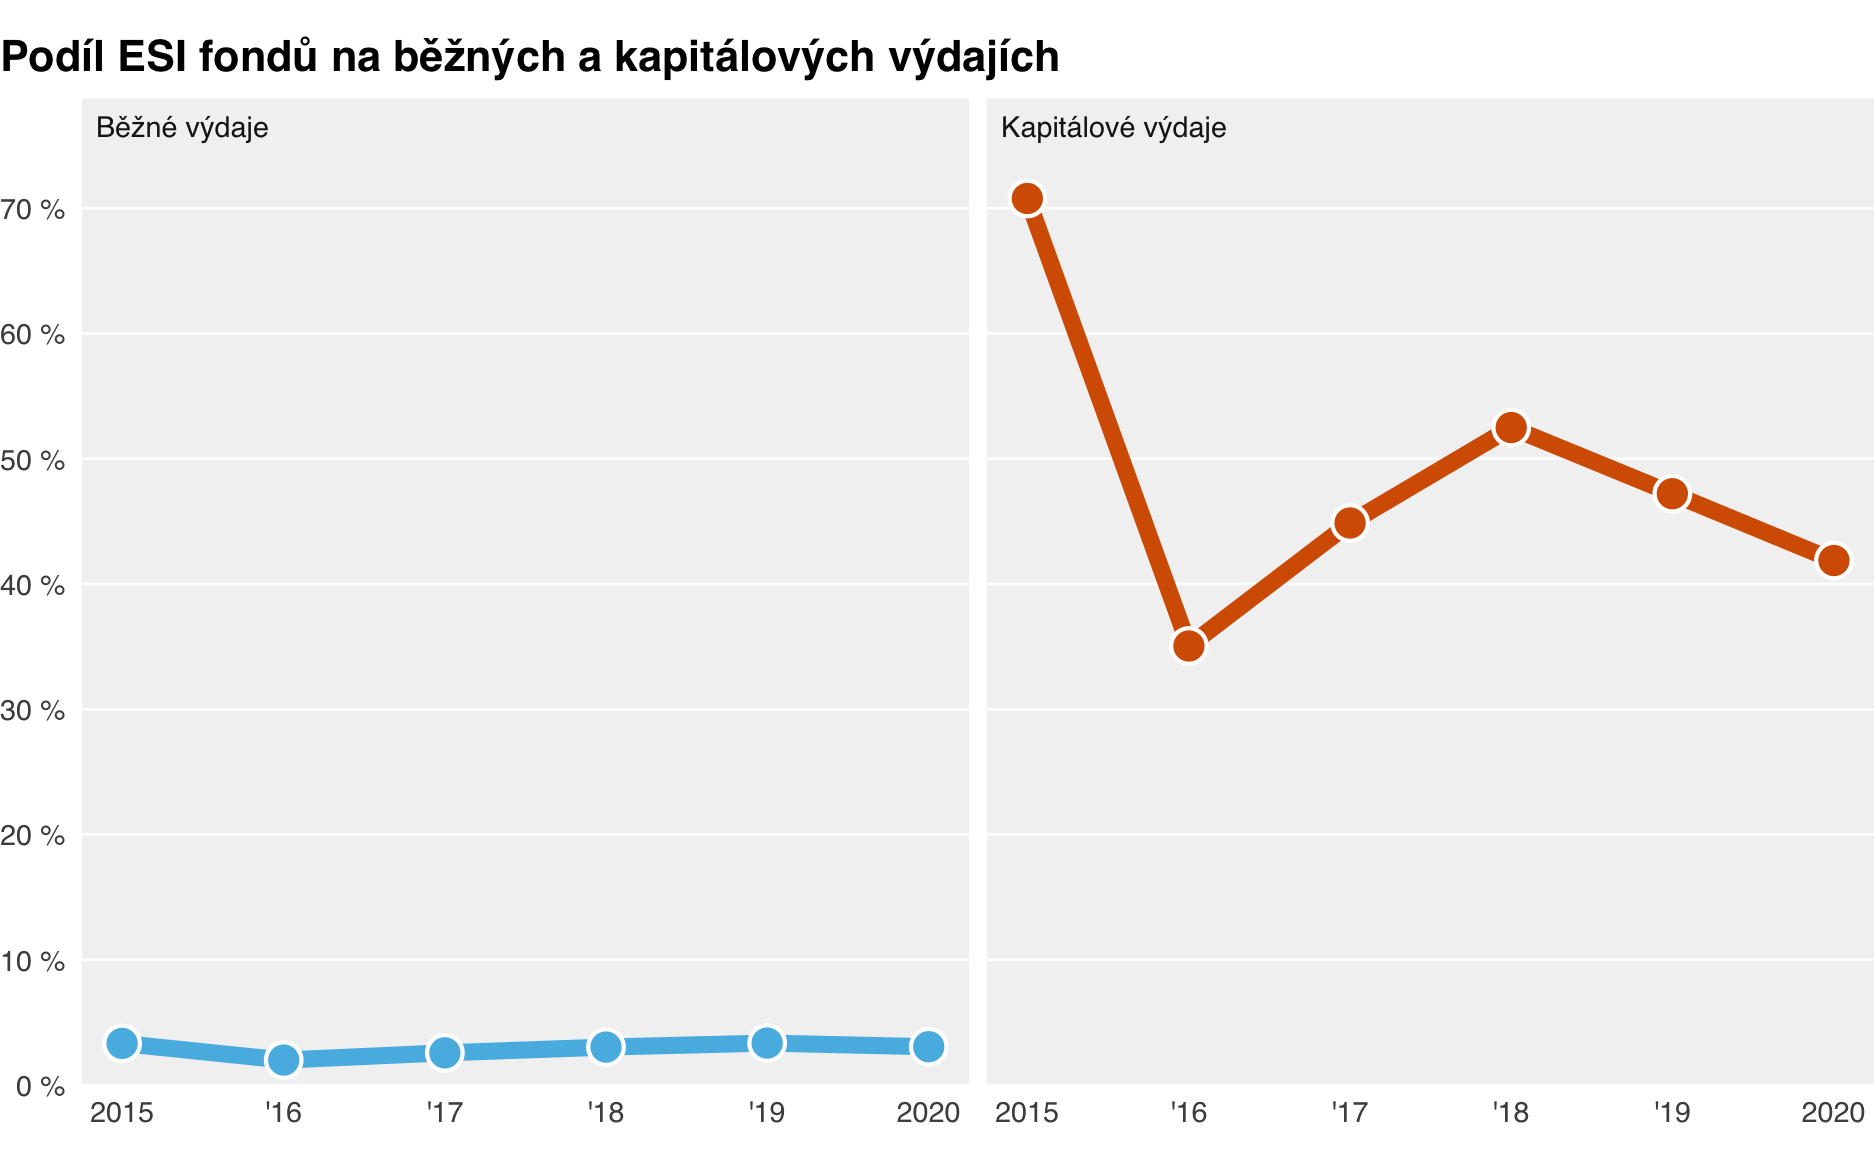 Podíl ESI fondů na běžných a kapitálových výdajích
Běžné výdaje
Kapitálové výdaje
70 %
60 %
50 %
40 %
30 %
20 %
10 %
0 %
2015 '16 '17 '18 '19 2020 2015 '16 '17 '18 '19 2020